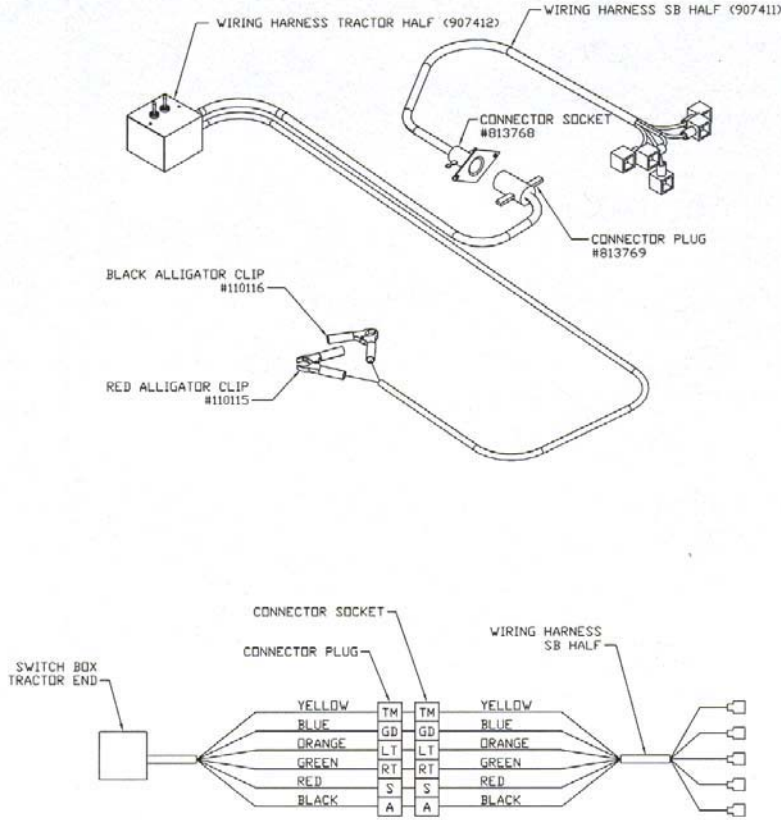 WIRING HARNESS TRACTOR HALF (907412)
WIRING HARNESS SB HALF (907411)
CONNECTOR SOCKET
#813768
CONNECTOR PLUG
#813769
BLACK ALLIGATOR CLIP
#110116
RED ALLIGATOR CLIP
#110115
CONNECTOR SOCKET
CONNECTOR PLUG
WIRING HARNESS
SB HALF
SWITCH BOX
TRACTOR END
YELLOW TM TM YELLOW
BLUE GD GD BLUE
ORANGE LT LT ORANGE
GREEN RT RT GREEN
RED S S RED
BLACK A A BLACK